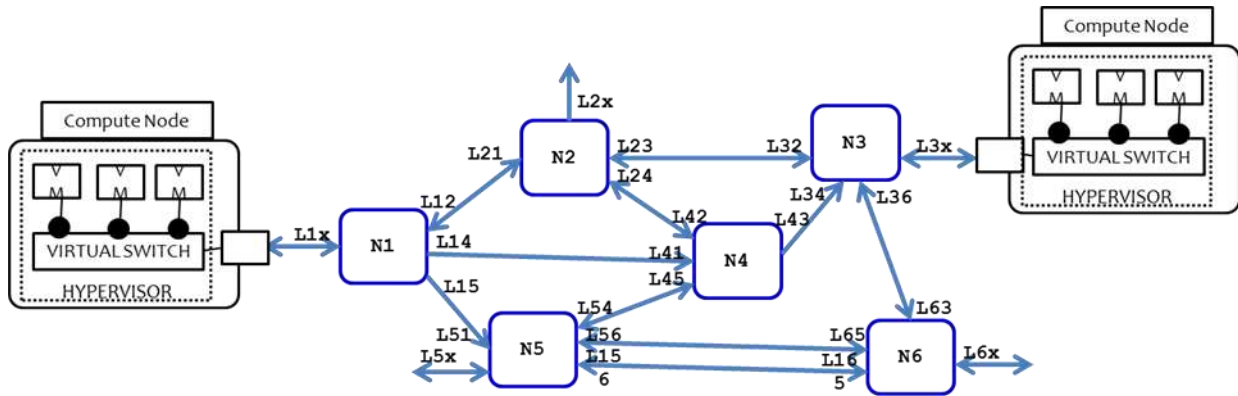 Compute Node
V M V M V M
VIRTUAL SWITCH
HYPERVISOR
L1x
N1
L12
L14
L15
L21
N2
L2x
L23
L24
L32
N3
L3x
L34
L36
L42
L43
L41
L45
N4
L51
L5x
N5
L54
L56
L15
6
L65
L16
5
L63
N6
L6x
Compute Node
V M V M V M
VIRTUAL SWITCH
HYPERVISOR